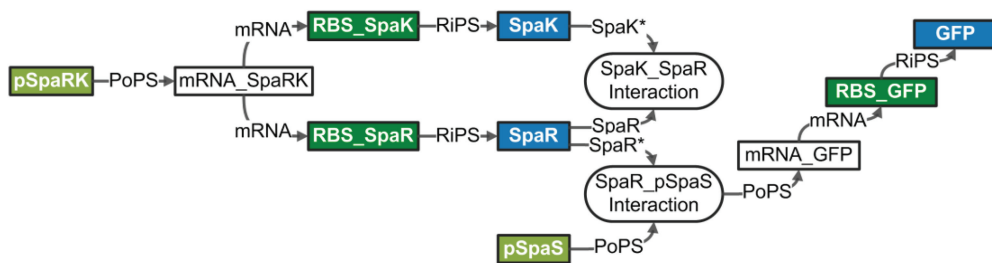 mRNA
RBS_SpaK
RiPS
SpaK
SpaK*
GFP
RiPS
pSpaRK
PoPS
mRNA_SpaRK
SpaK_SpaR
Interaction
RBS_GFP
mRNA
mRNA
RBS_SpaR
RiPS
SpaR
SpaR
SpaR*
mRNA_GFP
SpaR_pSpaS
Interaction
PoPS
pSpaS
PoPS